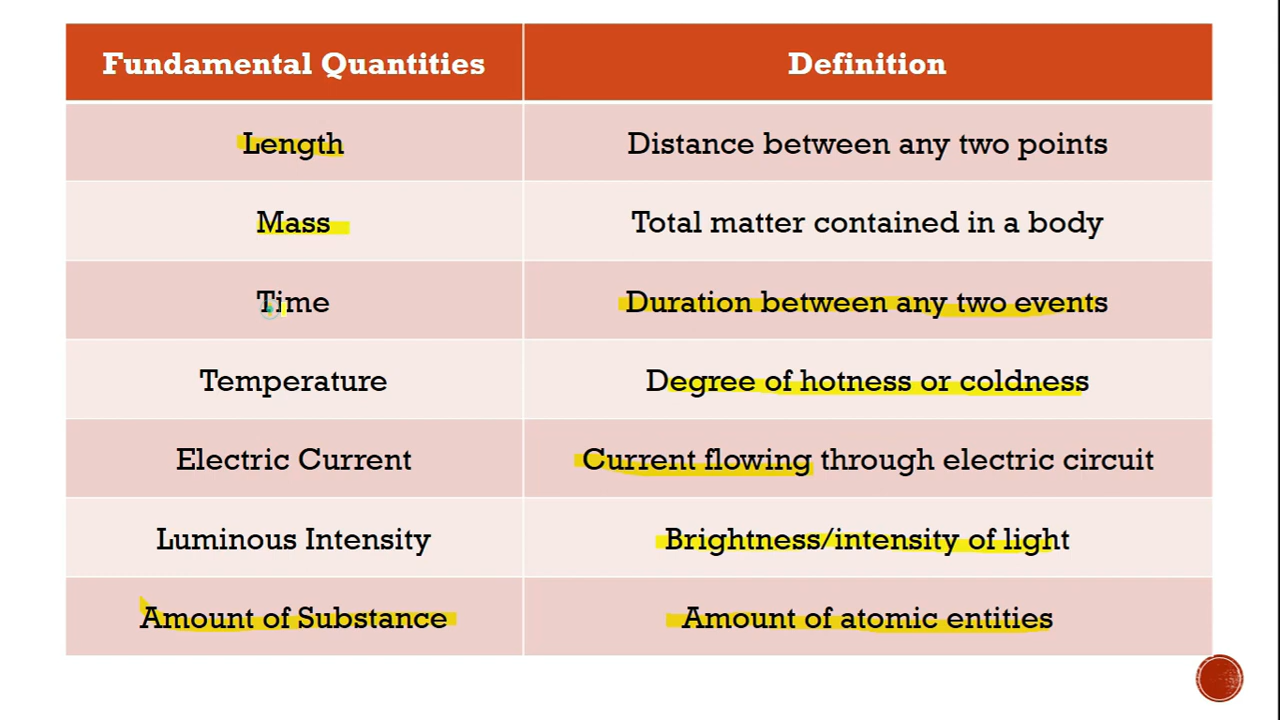 Fundamental Quantities Definition
Length Distance between any two points
Mass Total matter contained in a body
Time Duration between any two events
Temperature Degree of hotness or coldness
Electric Current Current flowing through electric circuit
Luminous Intensity Brightness/intensity of light
Amount of Substance Amount of atomic entities